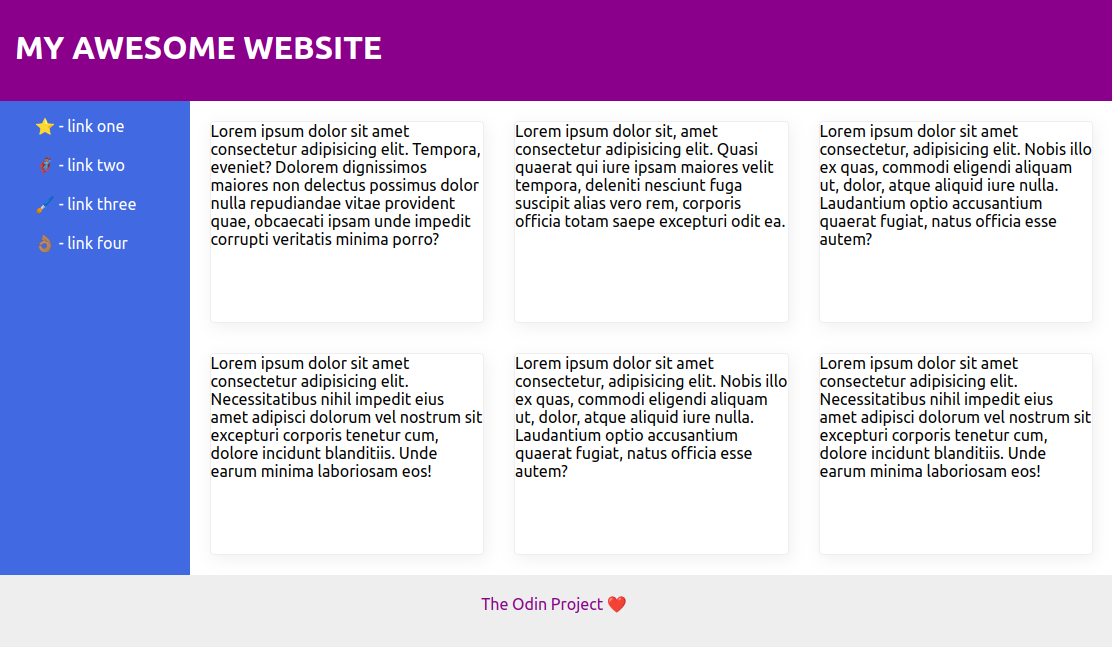 MY AWESOME WEBSITE
⭐ - link one
🦸🏽‍♂️ - link two
🖌️ - link three
👌🏽 - link four
Lorem ipsum dolor sit amet
consectetur adipisicing elit. Tempora,
eveniet? Dolorem dignissimos
maiores non delectus possimus dolor
nulla repudiandae vitae provident
quae, obcaecati ipsam unde impedit
corrupti veritatis minima porro?
Lorem ipsum dolor sit, amet
consectetur adipisicing elit. Quasi
quaerat qui iure ipsam maiores velit
tempora, deleniti nesciunt fuga
suscipit alias vero rem, corporis
officia totam saepe excepturi odit ea.
Lorem ipsum dolor sit amet
consectetur, adipisicing elit. Nobis illo
ex quas, commodi eligendi aliquam
ut, dolor, atque aliquid iure nulla.
Laudantium optio accusantium
quaerat fugiat, natus officia esse
autem?
Lorem ipsum dolor sit amet
consectetur adipisicing elit.
Necessitatibus nihil impedit eius
amet adipisci dolorum vel nostrum sit
excepturi corporis tenetur cum,
dolore incidunt blanditiis. Unde
earum minima laboriosam eos!
Lorem ipsum dolor sit amet
consectetur, adipisicing elit. Nobis illo
ex quas, commodi eligendi aliquam
ut, dolor, atque aliquid iure nulla.
Laudantium optio accusantium
quaerat fugiat, natus officia esse
autem?
Lorem ipsum dolor sit amet
consectetur adipisicing elit.
Necessitatibus nihil impedit eius
amet adipisci dolorum vel nostrum sit
excepturi corporis tenetur cum,
dolore incidunt blanditiis. Unde
earum minima laboriosam eos!
The Odin Project ❤️